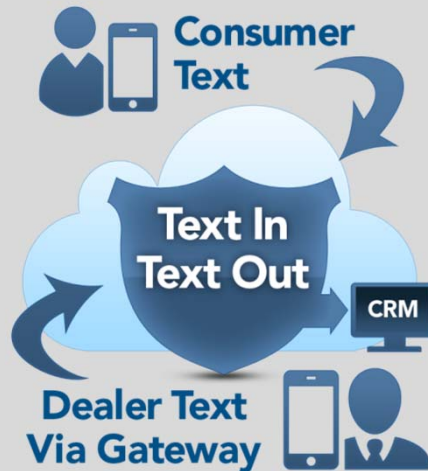 Consumer
Text
Text In
Text Out
CRM
Dealer Text
Via Gateway